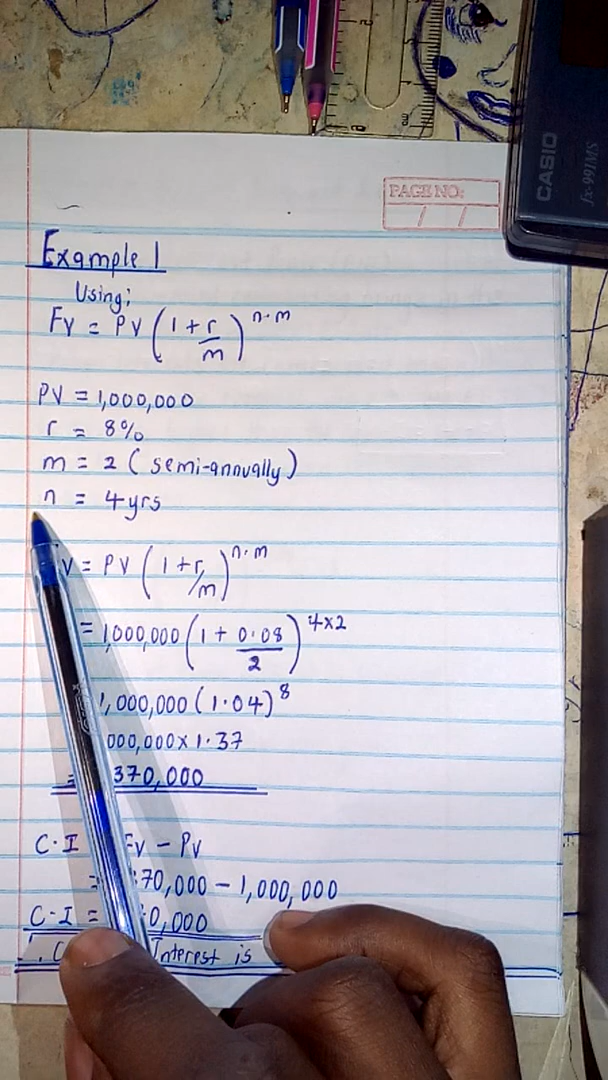 CASIO
fx-991MS
PAGE NO:
/ /
Example 1
Using;
FV = PV (1 + r/m)^n·m
PV = 1,000,000
r = 8%
m = 2 (semi-annually)
n = 4yrs
V = PV (1 + r/m)^n·m
= 1,000,000 (1 + 0.08/2)^4×2
1,000,000 (1.04)^8
000,000 x 1.37
= 370,000
C.I FV - PV
= 70,000 - 1,000,000
C.I = 0,000
Interest is